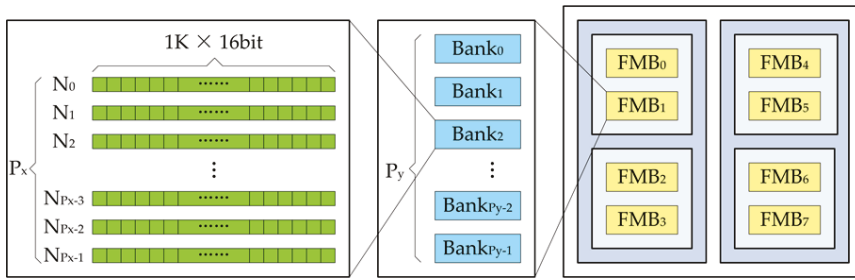 1K × 16bit
N0
N1
N2
⋮
NPx-3
NPx-2
NPx-1
Px
······
······
······
······
······
······
Bank0
Bank1
Bank2
⋮
BankPy-2
BankPy-1
Py
FMB0
FMB1
FMB2
FMB3
FMB4
FMB5
FMB6
FMB7